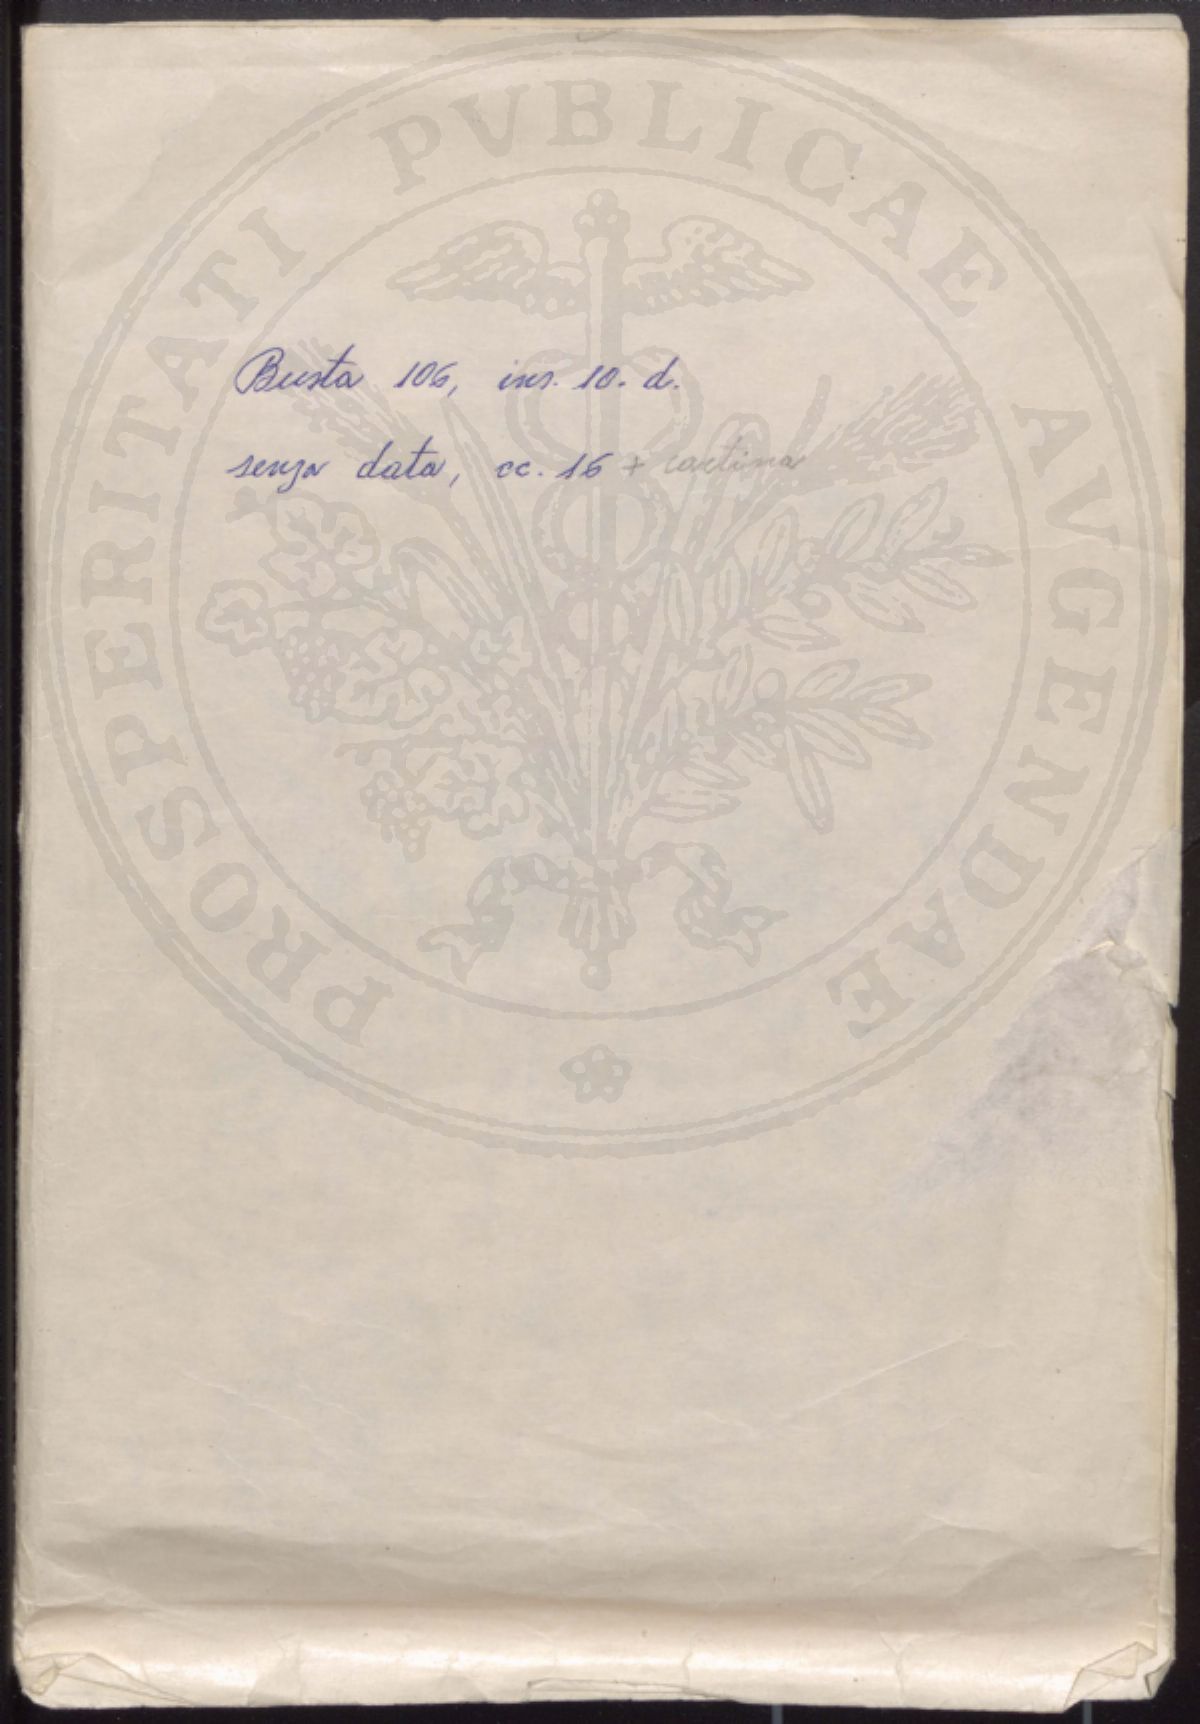 PROSPERITATI PVBLICAE AVGENDAE
Busta 106, ins. 10. d.
senza data, cc. 16 + cartina